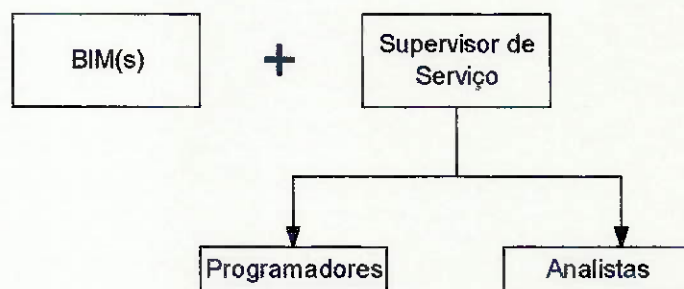 BIM(s)
+
Supervisor de
Serviço
Programadores
Analistas